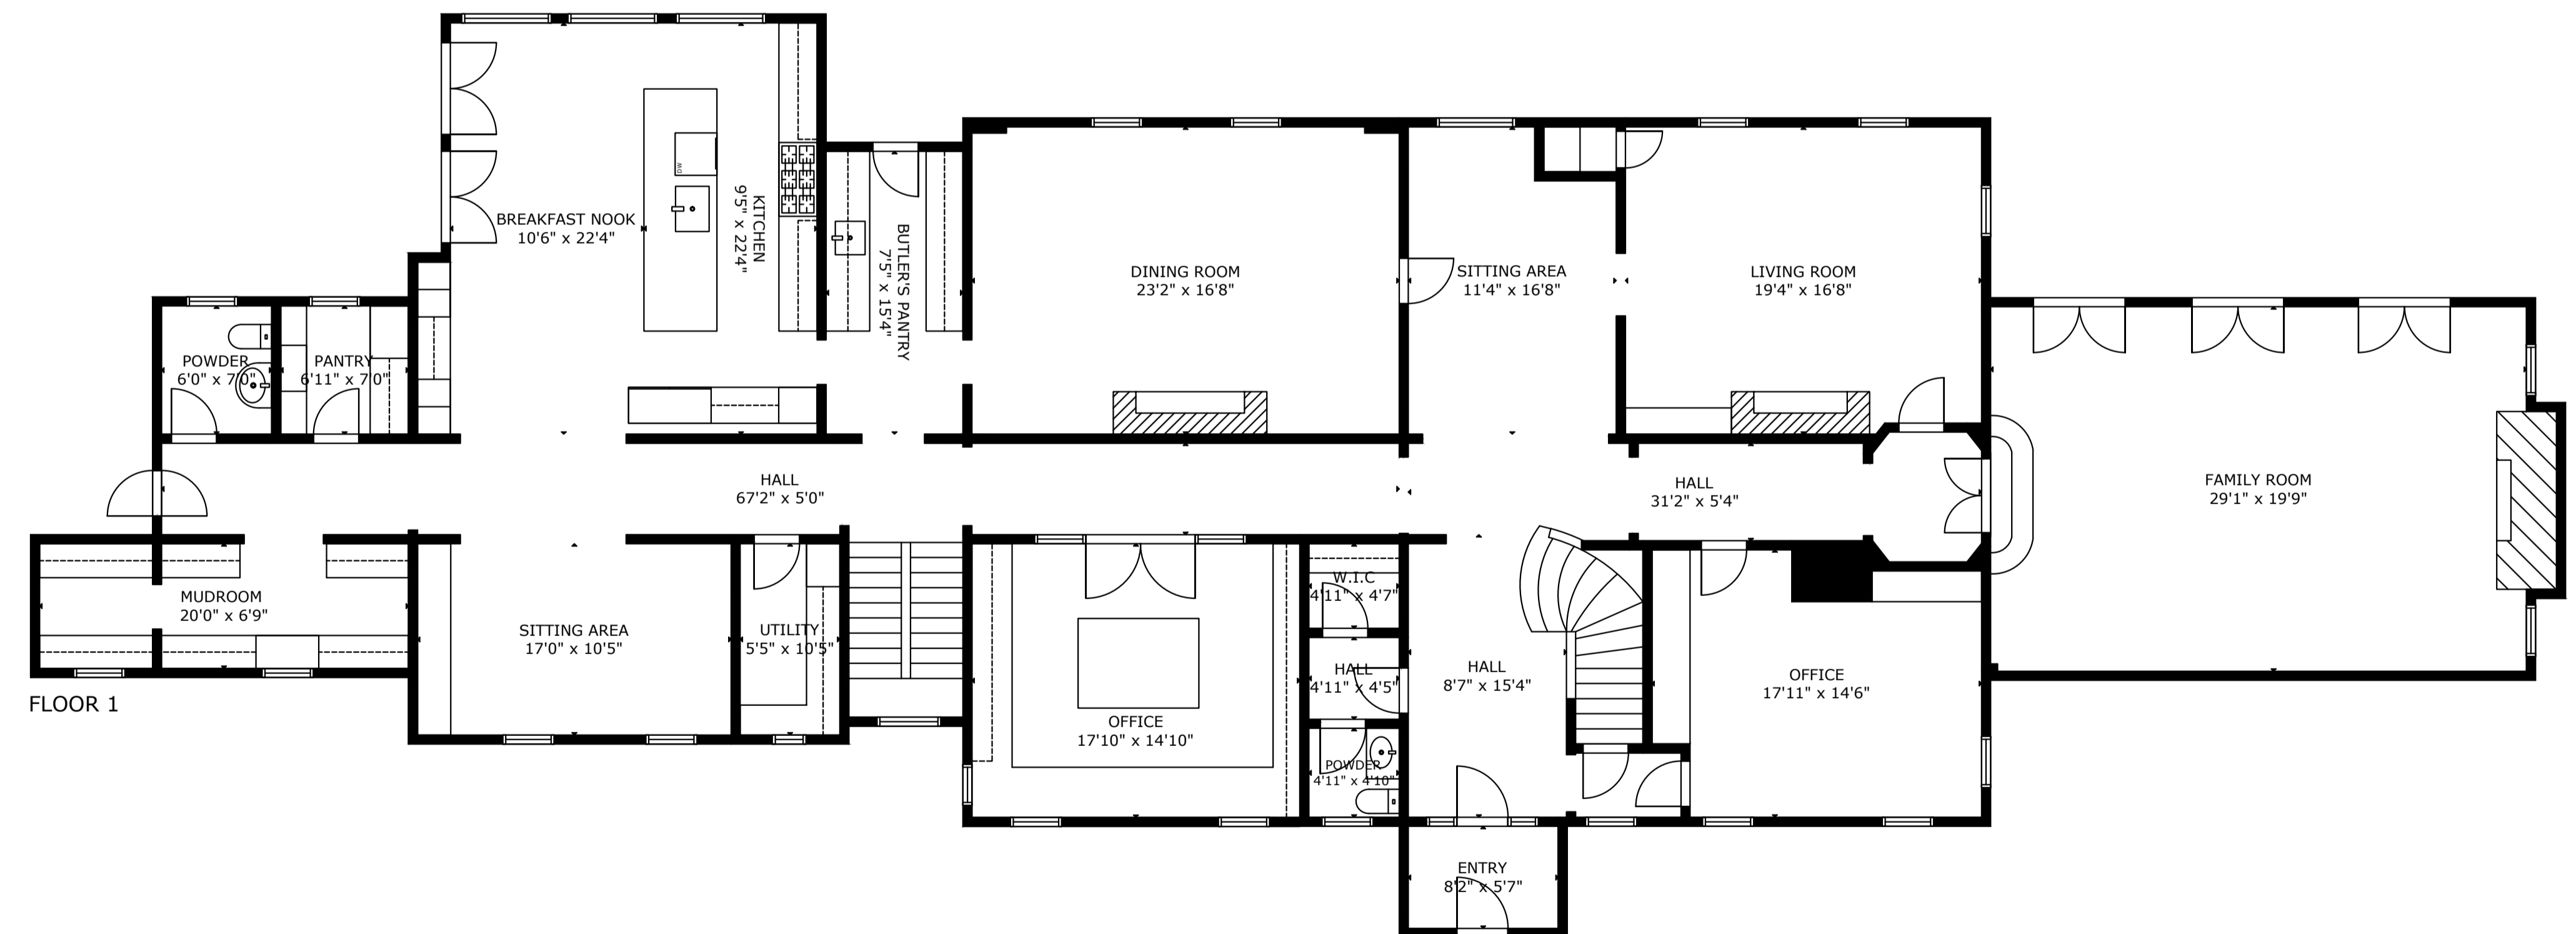 BREAKFAST NOOK
10'6" x 22'4"
KITCHEN
9'5" x 22'4"
DW
BUTLER'S PANTRY
7'5" x 15'4"
DINING ROOM
23'2" x 16'8"
SITTING AREA
11'4" x 16'8"
LIVING ROOM
19'4" x 16'8"
POWDER
6'0" x 7'0"
PANTRY
6'11" x 7'0"
HALL
67'2" x 5'0"
HALL
31'2" x 5'4"
FAMILY ROOM
29'1" x 19'9"
MUDROOM
20'0" x 6'9"
SITTING AREA
17'0" x 10'5"
UTILITY
5'5" x 10'5"
W.I.C
4'11" x 4'7"
HALL
4'11" x 4'5"
HALL
8'7" x 15'4"
OFFICE
17'11" x 14'6"
FLOOR 1
OFFICE
17'10" x 14'10"
POWDER
4'11" x 4'10"
ENTRY
8'2" x 5'7"